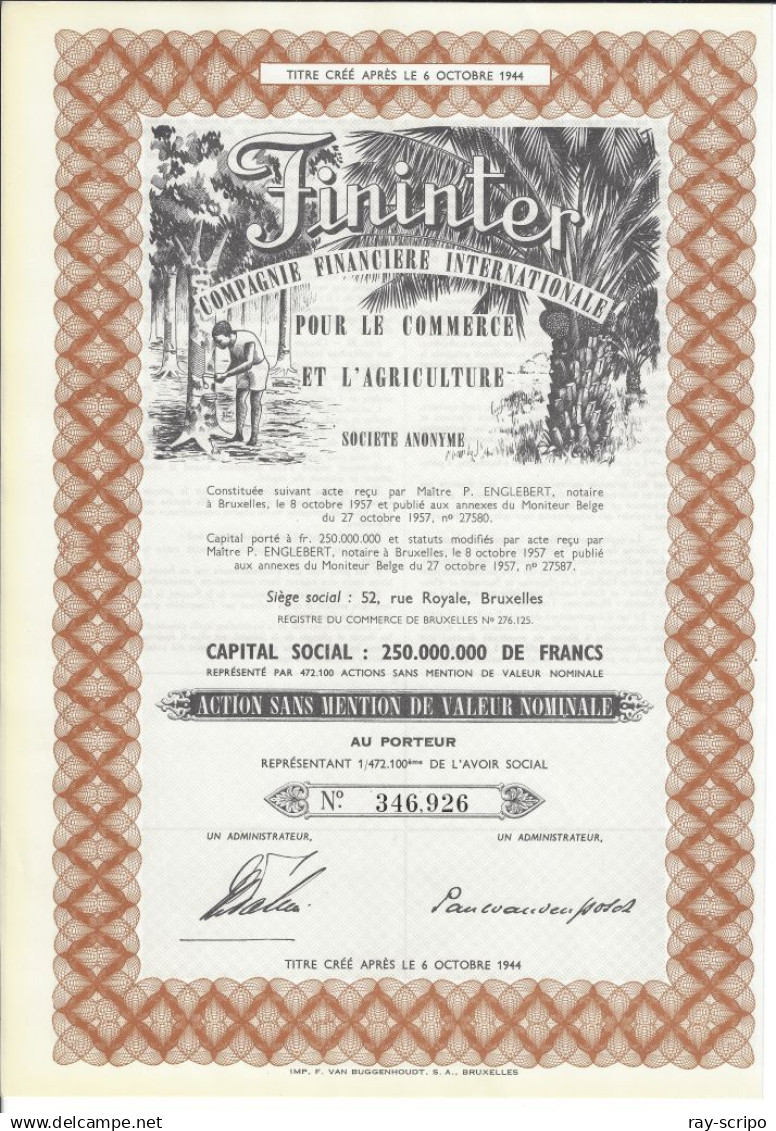 TITRE CRÉÉ APRÈS LE 6 OCTOBRE 1944
Fininter
COMPAGNIE FINANCIERE INTERNATIONALE
POUR LE COMMERCE
ET L'AGRICULTURE
SOCIETE ANONYME
Constituée suivant acte reçu par Maître P. ENGLEBERT, notaire
à Bruxelles, le 8 octobre 1957 et publié aux annexes du Moniteur Belge
du 27 octobre 1957, nº 27580.
Capital porté à fr. 250.000.000 et statuts modifiés par acte reçu par
Maître P. ENGLEBERT, notaire à Bruxelles, le 8 octobre 1957 et publié
aux annexes du Moniteur Belge du 27 octobre 1957, nº 27587.
Siège social : 52, rue Royale, Bruxelles
REGISTRE DU COMMERCE DE BRUXELLES Nº 276.125.
CAPITAL SOCIAL : 250.000.000 DE FRANCS
REPRÉSENTÉ PAR 472.100 ACTIONS SANS MENTION DE VALEUR NOMINALE
ACTION SANS MENTION DE VALEUR NOMINALE
AU PORTEUR
REPRÉSENTANT 1/472.100ème DE L'AVOIR SOCIAL
Nº 346,926
UN ADMINISTRATEUR, UN ADMINISTRATEUR,
TITRE CRÉÉ APRÈS LE 6 OCTOBRE 1944
IMP. F. VAN BUGGENHOUDT, S. A., BRUXELLES
delcampe.net
ray-scripo